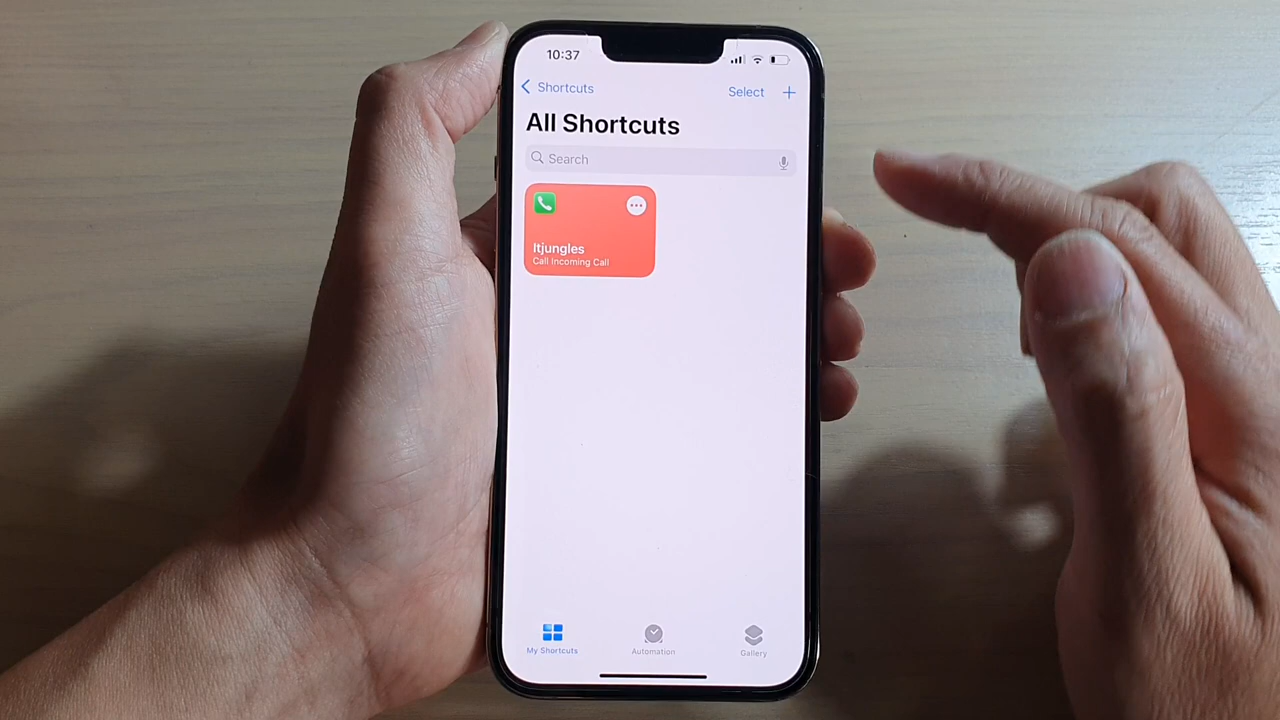 10:37
Shortcuts
Select +
All Shortcuts
Search
Itjungles
Call Incoming Call
My Shortcuts
Automation
Gallery